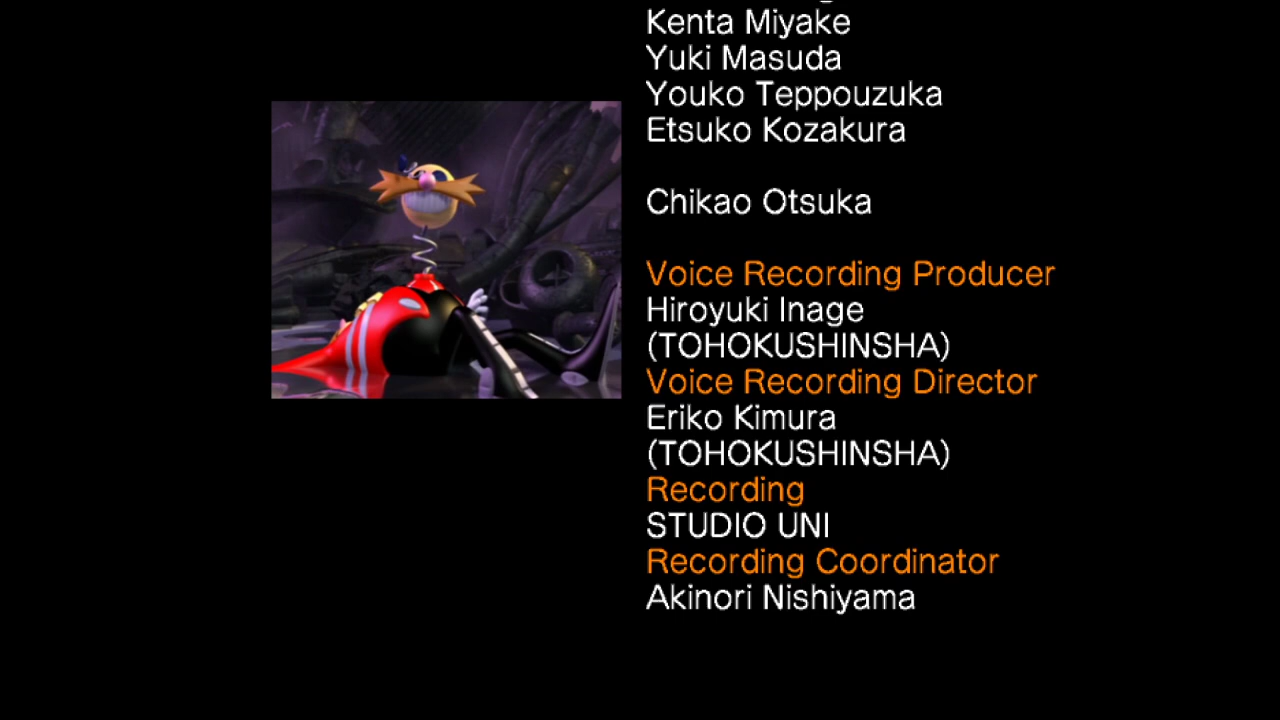 Kenta Miyake
Yuki Masuda
Youko Teppouzuka
Etsuko Kozakura
Chikao Otsuka
Voice Recording Producer
Hiroyuki Inage
(TOHOKUSHINSHA)
Voice Recording Director
Eriko Kimura
(TOHOKUSHINSHA)
Recording
STUDIO UNI
Recording Coordinator
Akinori Nishiyama